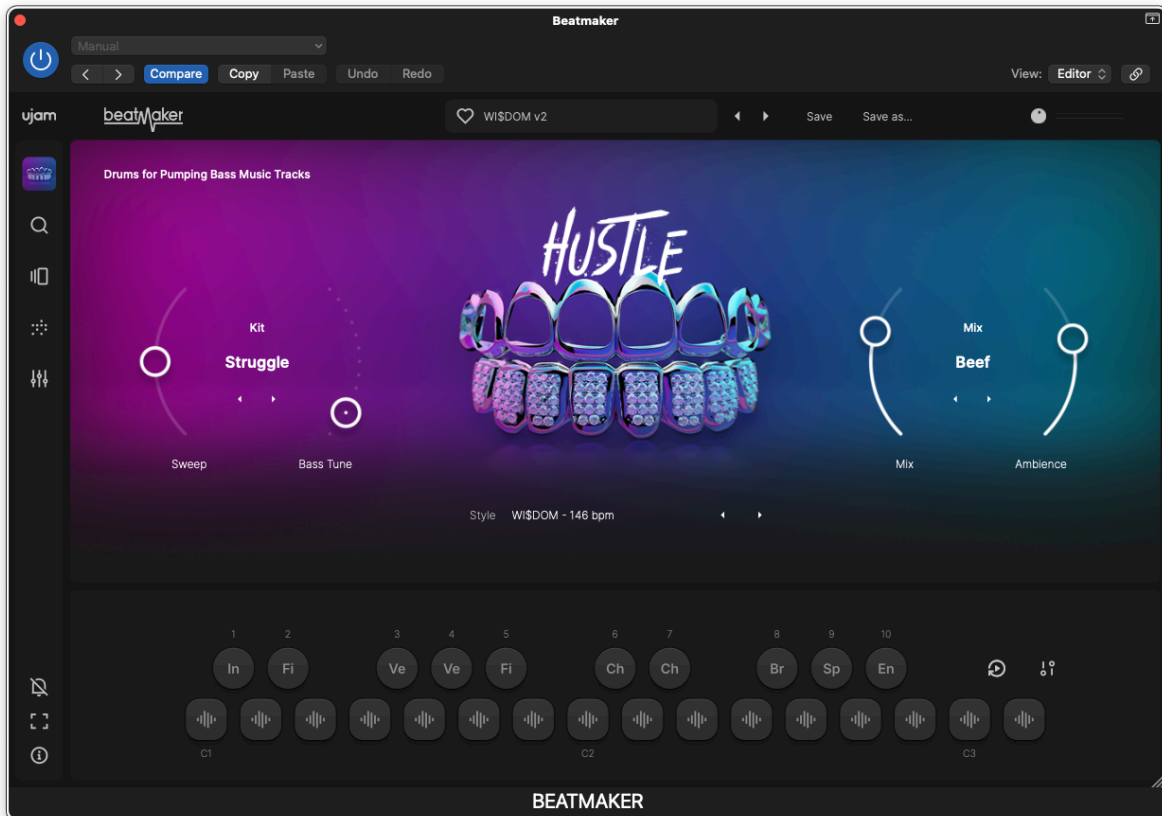 Beatmaker
Manual
Compare Copy Paste Undo Redo View: Editor
ujam beatMaker WI$DOM v2 Save Save as...
Drums for Pumping Bass Music Tracks
HUSTLE
Kit Mix
Struggle Beef
Sweep Bass Tune Mix Ambience
Style WI$DOM - 146 bpm
1 2 3 4 5 6 7 8 9 10
In Fi Ve Ve Fi Ch Ch Br Sp En
C1 C2 C3
BEATMAKER